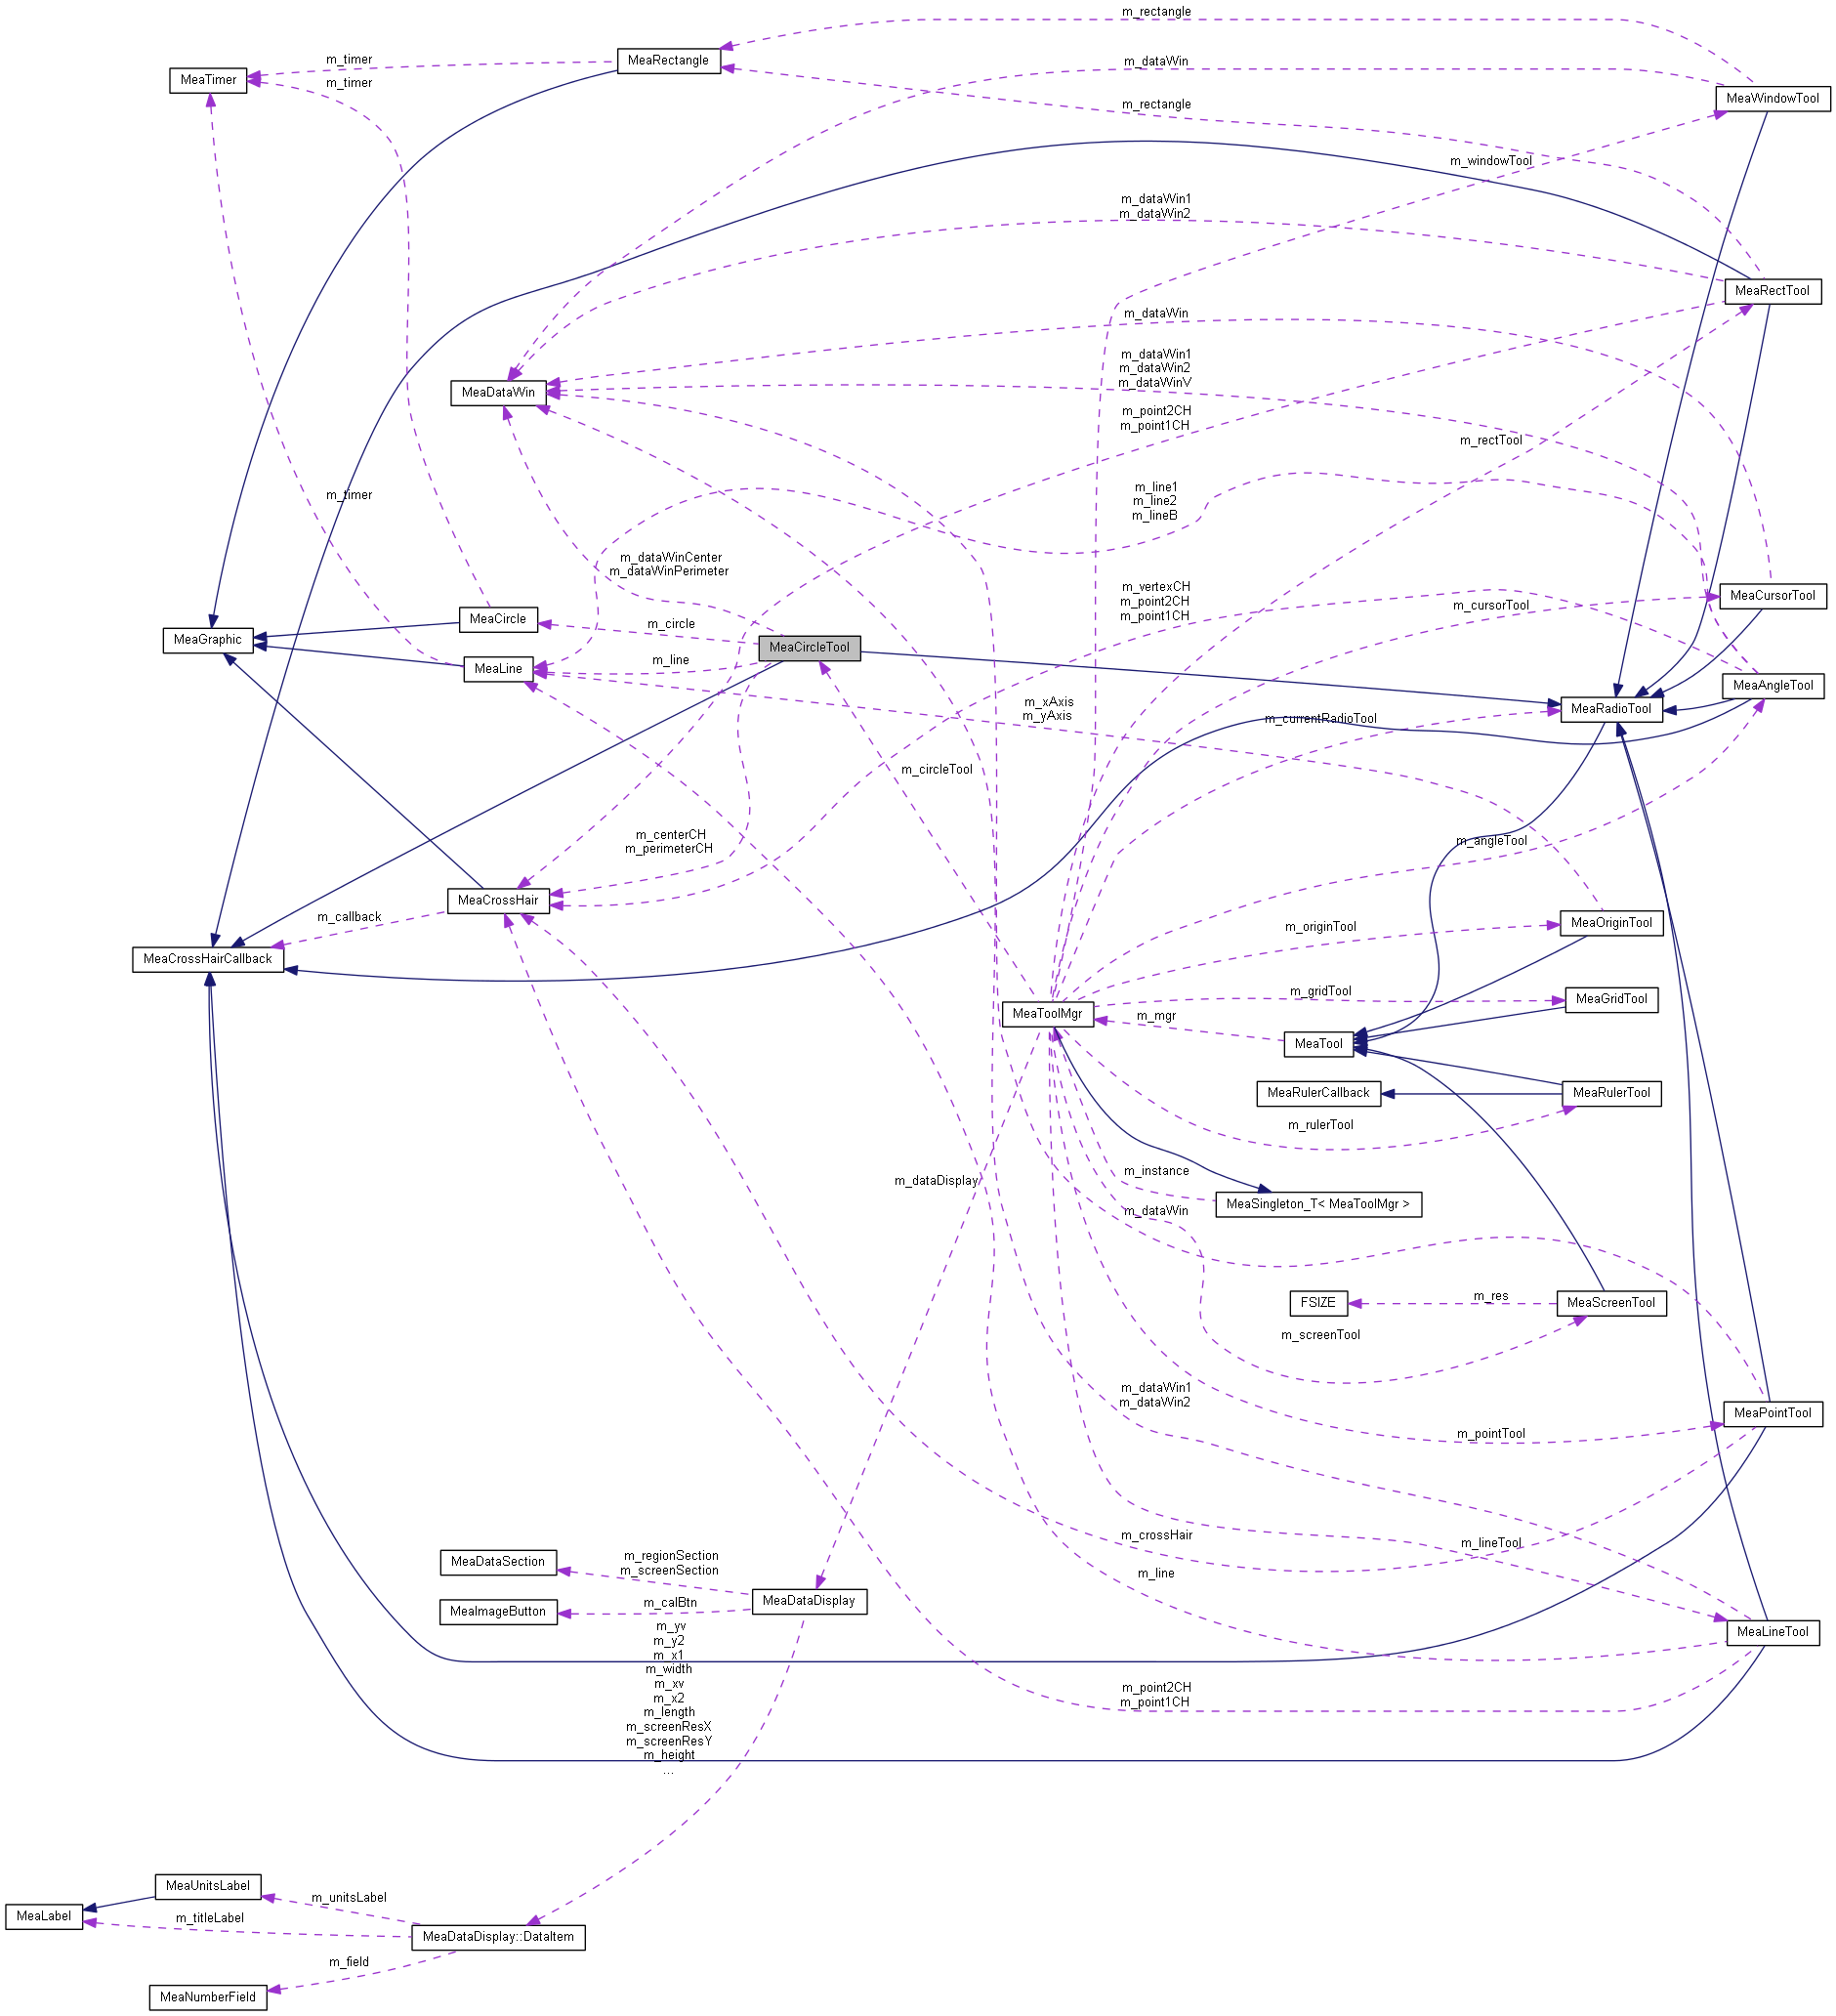 m_rectangle
MeaRectangle
m_timer
m_dataWin
MeaTimer
m_timer
MeaWindowTool
m_rectangle
m_windowTool
m_dataWin1
m_dataWin2
MeaRectTool
m_dataWin
m_dataWin1
m_dataWin2
m_dataWinV
MeaDataWin
m_point2CH
m_point1CH
m_rectTool
m_timer
m_line1
m_line2
m_lineB
m_dataWinCenter
m_dataWinPerimeter
m_vertexCH
m_point2CH
m_point1CH
MeaCursorTool
m_cursorTool
MeaCircle
m_circle
MeaGraphic
MeaCircleTool
m_line
MeaLine
MeaAngleTool
m_xAxis
m_yAxis
MeaRadioTool
m_currentRadioTool
m_circleTool
m_centerCH
m_perimeterCH
m_angleTool
MeaCrossHair
m_callback
MeaOriginTool
m_originTool
MeaCrossHairCallback
m_gridTool
MeaGridTool
MeaToolMgr
m_mgr
MeaTool
MeaRulerCallback
MeaRulerTool
m_rulerTool
m_instance
m_dataDisplay
MeaSingleton_T< MeaToolMgr >
m_dataWin
m_res
FSIZE
MeaScreenTool
m_screenTool
m_dataWin1
m_dataWin2
MeaPointTool
m_pointTool
m_crossHair
m_lineTool
MeaDataSection
m_regionSection
m_screenSection
m_line
MeaDataDisplay
m_calBtn
MeaImageButton
MeaLineTool
m_yv
m_y2
m_x1
m_width
m_xv
m_x2
m_length
m_screenResX
m_screenResY
m_height
...
m_point2CH
m_point1CH
MeaUnitsLabel
m_unitsLabel
MeaLabel
m_titleLabel
MeaDataDisplay::DataItem
m_field
MeaNumberField